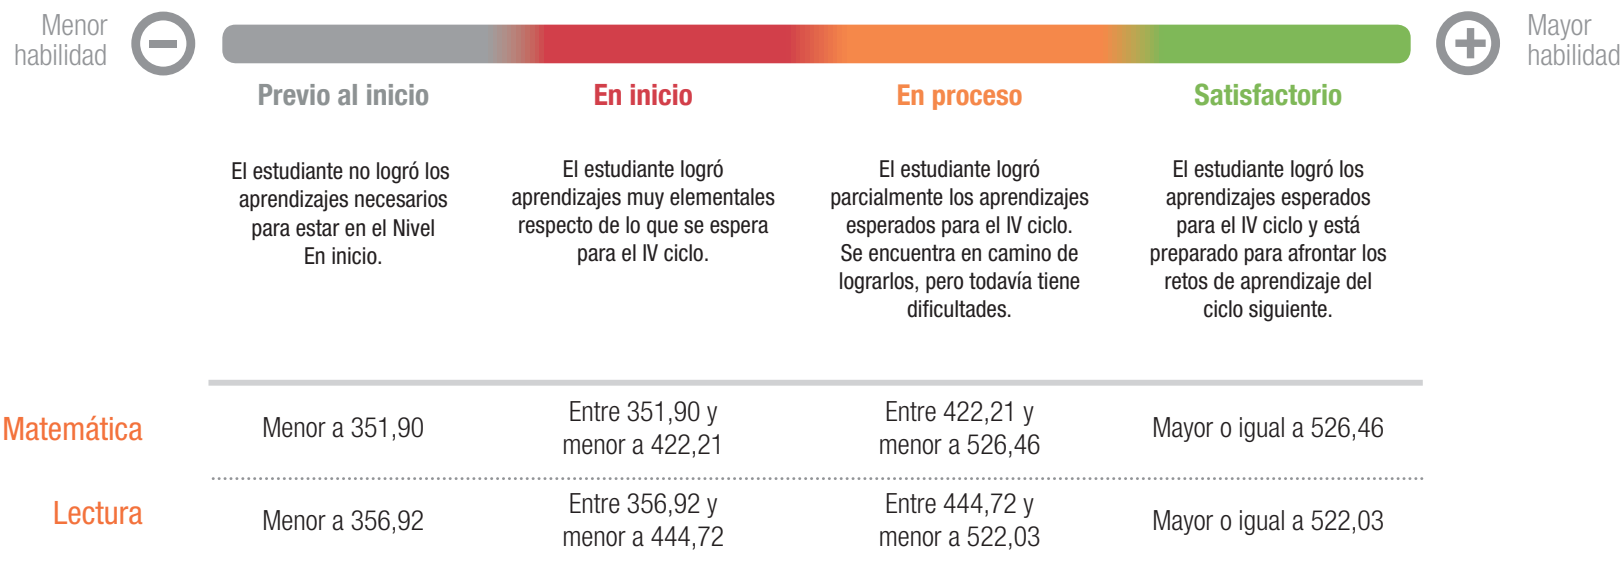 Menor
habilidad
Mayor
habilidad
Previo al inicio
En inicio
En proceso
Satisfactorio
El estudiante no logró los
aprendizajes necesarios
para estar en el Nivel
En inicio.
El estudiante logró
aprendizajes muy elementales
respecto de lo que se espera
para el IV ciclo.
El estudiante logró
parcialmente los aprendizajes
esperados para el IV ciclo.
Se encuentra en camino de
lograrlos, pero todavía tiene
dificultades.
El estudiante logró los
aprendizajes esperados
para el IV ciclo y está
preparado para afrontar los
retos de aprendizaje del
ciclo siguiente.
Matemática
Menor a 351,90
Entre 351,90 y
menor a 422,21
Entre 422,21 y
menor a 526,46
Mayor o igual a 526,46
Lectura
Menor a 356,92
Entre 356,92 y
menor a 444,72
Entre 444,72 y
menor a 522,03
Mayor o igual a 522,03